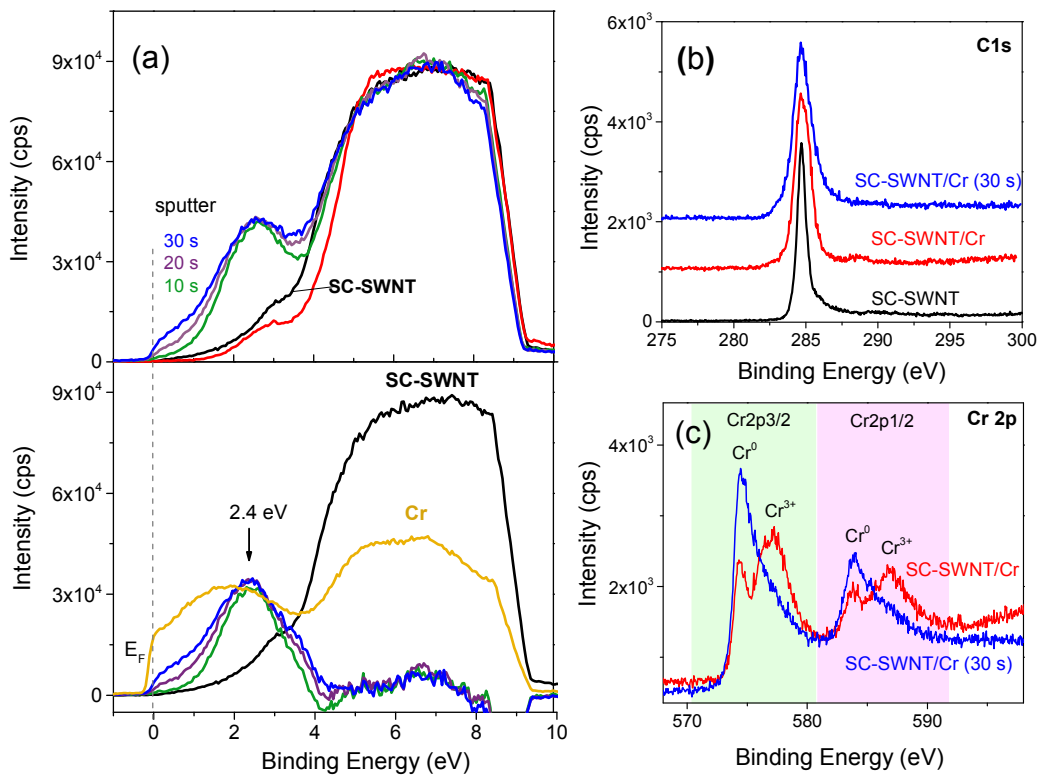 (a)
9x10⁴
6x10⁴
3x10⁴
0
Intensity (cps)
sputter
30 s
20 s
10 s
SC-SWNT
SC-SWNT
9x10⁴
6x10⁴
3x10⁴
0
Intensity (cps)
2.4 eV
Cr
E_F
0 2 4 6 8 10
Binding Energy (eV)
(b)
C1s
6x10³
4x10³
2x10³
0
Intensity (cps)
SC-SWNT/Cr (30 s)
SC-SWNT/Cr
SC-SWNT
275 280 285 290 295 300
Binding Energy (eV)
(c)
Cr2p3/2
Cr2p1/2
Cr 2p
4x10³
2x10³
Intensity (cps)
Cr⁰
Cr³⁺
Cr⁰
Cr³⁺
SC-SWNT/Cr
SC-SWNT/Cr (30 s)
570 580 590
Binding Energy (eV)